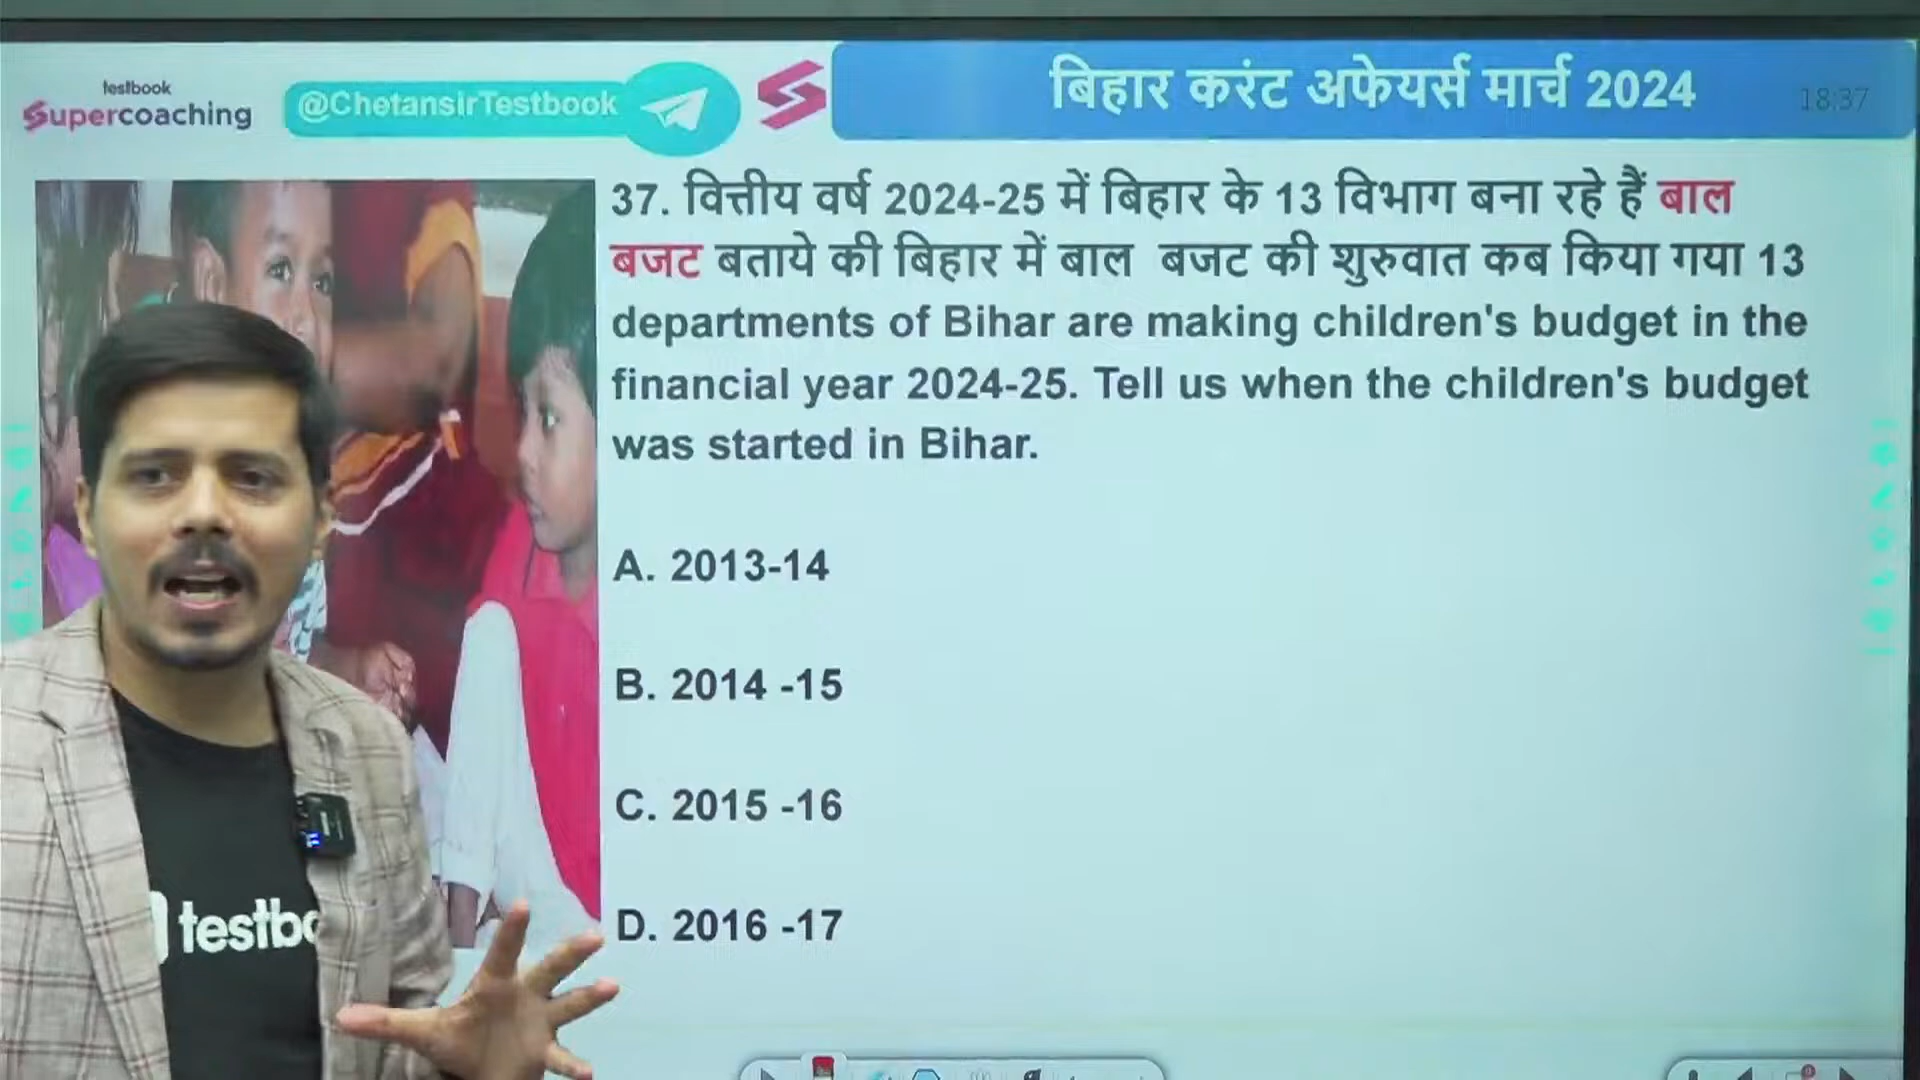 testbook
Supercoaching
@ChetansirTestbook
बिहार करंट अफेयर्स मार्च 2024
18:37
37. वित्तीय वर्ष 2024-25 में बिहार के 13 विभाग बना रहे हैं बाल
बजट बताये की बिहार में बाल बजट की शुरुवात कब किया गया 13
departments of Bihar are making children's budget in the
financial year 2024-25. Tell us when the children's budget
was started in Bihar.
A. 2013-14
B. 2014 -15
C. 2015 -16
D. 2016 -17